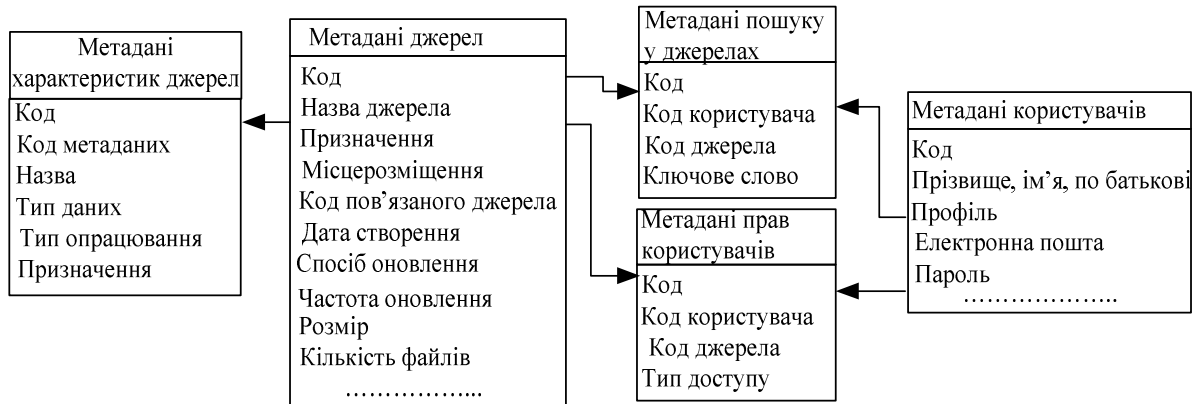 Метадані
характеристик джерел
Код
Код метаданих
Назва
Тип даних
Тип опрацювання
Призначення
Метадані джерел
Код
Назва джерела
Призначення
Місцерозміщення
Код пов’язаного джерела
Дата створення
Спосіб оновлення
Частота оновлення
Розмір
Кількість файлів
……………...
Метадані пошуку
у джерелах
Код
Код користувача
Код джерела
Ключове слово
Метадані прав
користувачів
Код
Код користувача
Код джерела
Тип доступу
Метадані користувачів
Код
Прізвище, ім’я, по батькові
Профіль
Електронна пошта
Пароль
………………..